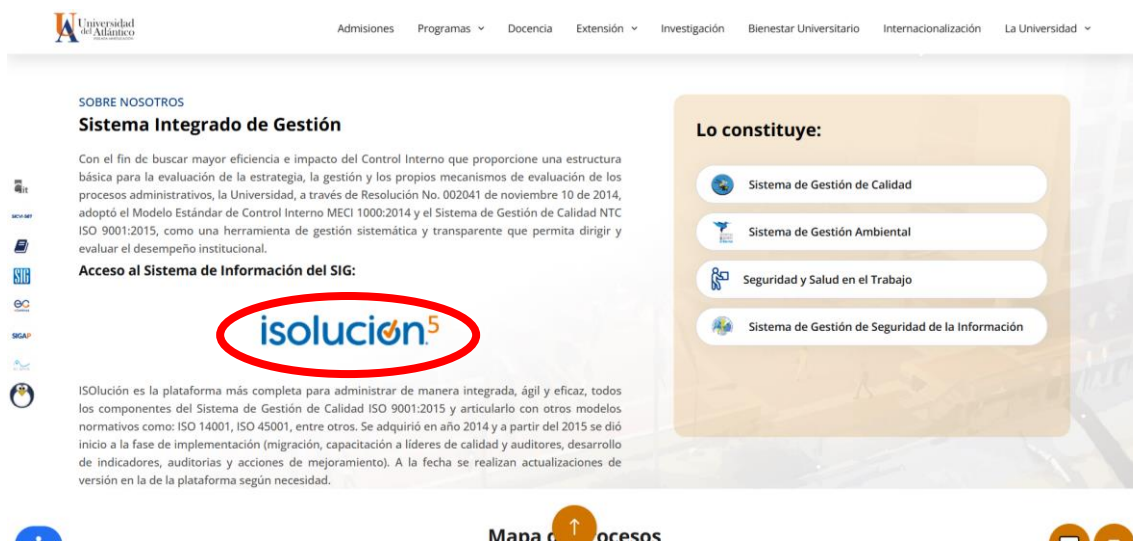 Universidad
del Atlántico
Admisiones Programas Docencia Extensión Investigación Bienestar Universitario Internacionalización La Universidad
SOBRE NOSOTROS
Sistema Integrado de Gestión
Con el fin de buscar mayor eficiencia e impacto del Control Interno que proporcione una estructura
básica para la evaluación de la estrategia, la gestión y los propios mecanismos de evaluación de los
procesos administrativos, la Universidad, a través de Resolución No. 002041 de noviembre 10 de 2014,
adoptó el Modelo Estándar de Control Interno MECI 1000:2014 y el Sistema de Gestión de Calidad NTC
ISO 9001:2015, como una herramienta de gestión sistemática y transparente que permita dirigir y
evaluar el desempeño institucional.
Acceso al Sistema de Información del SIG:
isolución.5
ISOlución es la plataforma más completa para administrar de manera integrada, ágil y eficaz, todos
los componentes del Sistema de Gestión de Calidad ISO 9001:2015 y articularlo con otros modelos
normativos como: ISO 14001, ISO 45001, entre otros. Se adquirió en año 2014 y a partir del 2015 se dió
inicio a la fase de implementación (migración, capacitación a líderes de calidad y auditores, desarrollo
de indicadores, auditorias y acciones de mejoramiento). A la fecha se realizan actualizaciones de
versión en la de la plataforma según necesidad.
Lo constituye:
Sistema de Gestión de Calidad
Sistema de Gestión Ambiental
Seguridad y Salud en el Trabajo
Sistema de Gestión de Seguridad de la Información
SIG
SIGAP
Mapa d ocesos